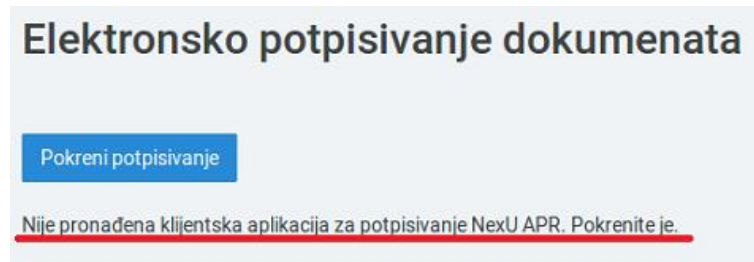 Elektronsko potpisivanje dokumenata
Pokreni potpisivanje
Nije pronađena klijentska aplikacija za potpisivanje NexU APR. Pokrenite je.